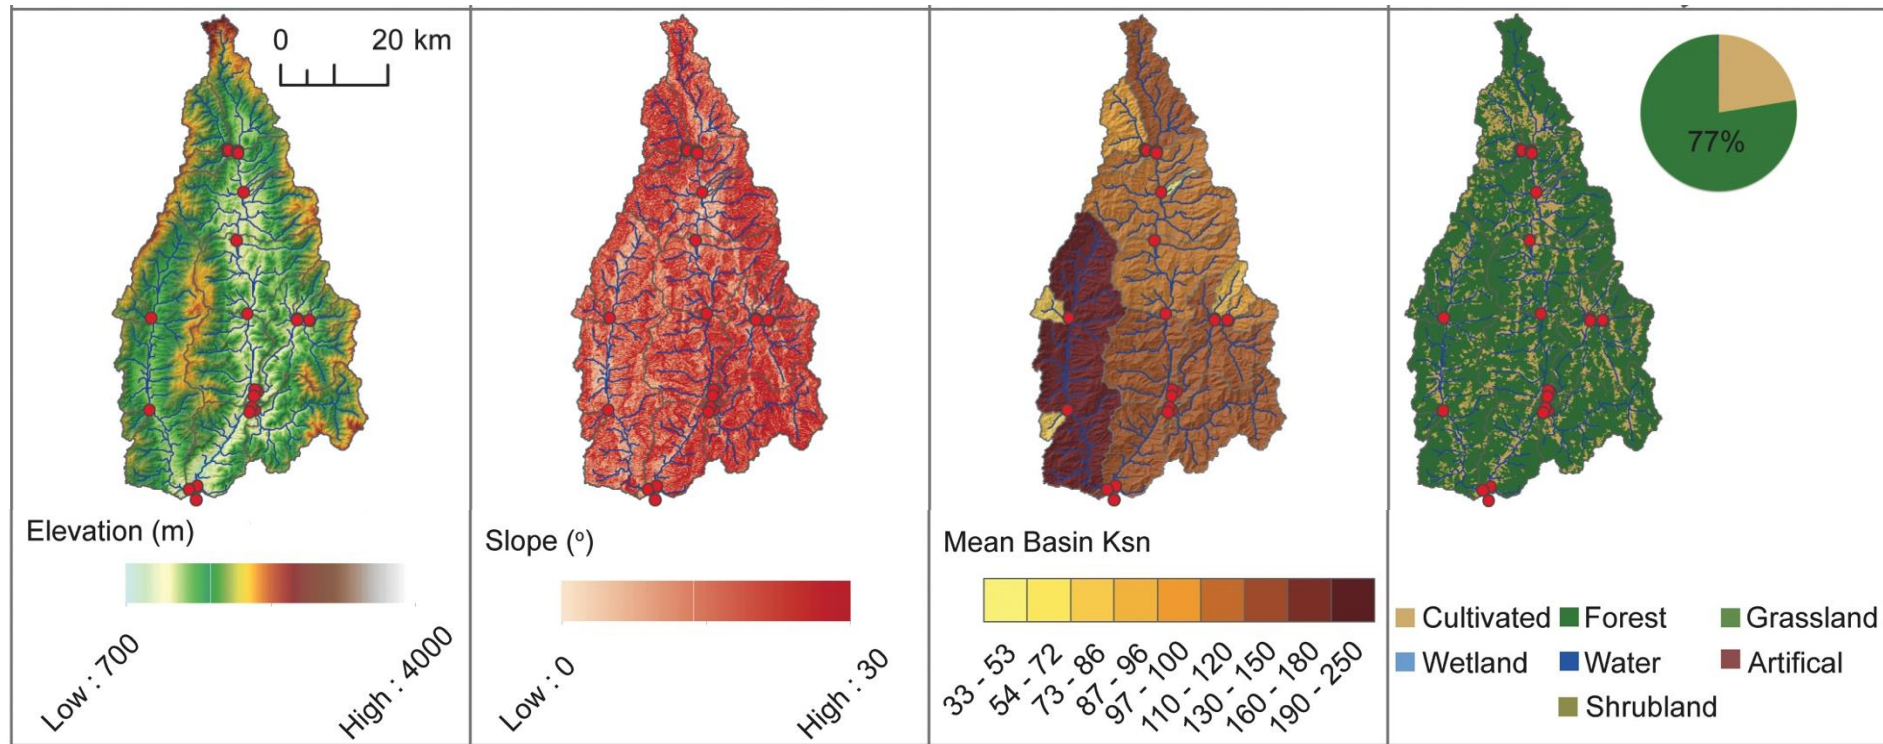 0 20 km
77%
Elevation (m)
Low : 700
High : 4000
Slope (º)
Low : 0
High : 30
Mean Basin Ksn
33 - 53
54 - 72
73 - 86
87 - 96
97 - 100
110 - 120
130 - 150
160 - 180
190 - 250
Cultivated Forest Grassland
Wetland Water Artifical
Shrubland